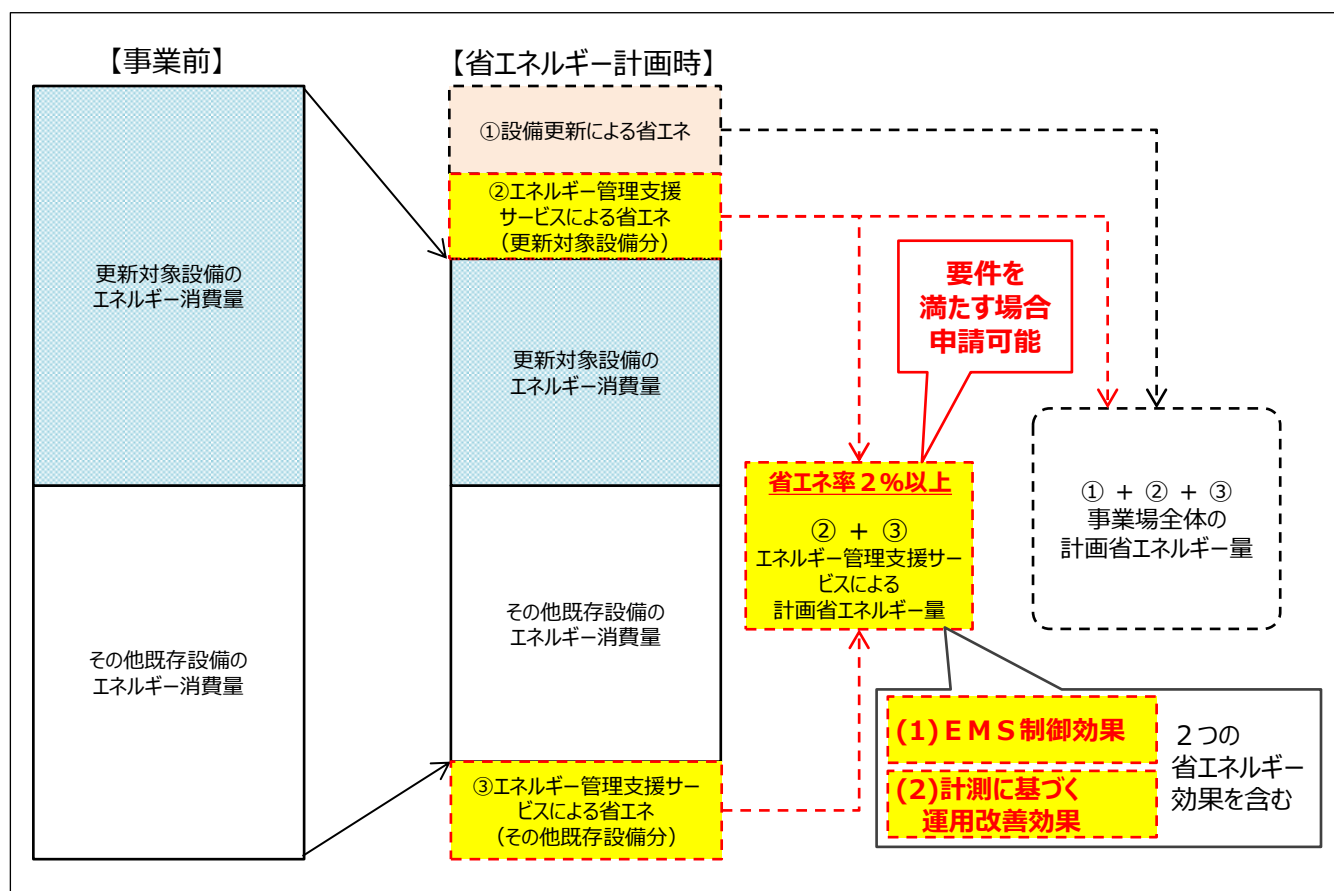 【事業前】
更新対象設備の
エネルギー消費量
その他既存設備の
エネルギー消費量
【省エネルギー計画時】
①設備更新による省エネ
②エネルギー管理支援
サービスによる省エネ
（更新対象設備分）
更新対象設備の
エネルギー消費量
その他既存設備の
エネルギー消費量
③エネルギー管理支援サー
ビスによる省エネ
（その他既存設備分）
要件を
満たす場合
申請可能
省エネ率２％以上
② + ③
エネルギー管理支援サー
ビスによる
計画省エネルギー量
① + ② + ③
事業場全体の
計画省エネルギー量
(1)ＥＭＳ制御効果
(2)計測に基づく
運用改善効果
２つの
省エネルギー
効果を含む